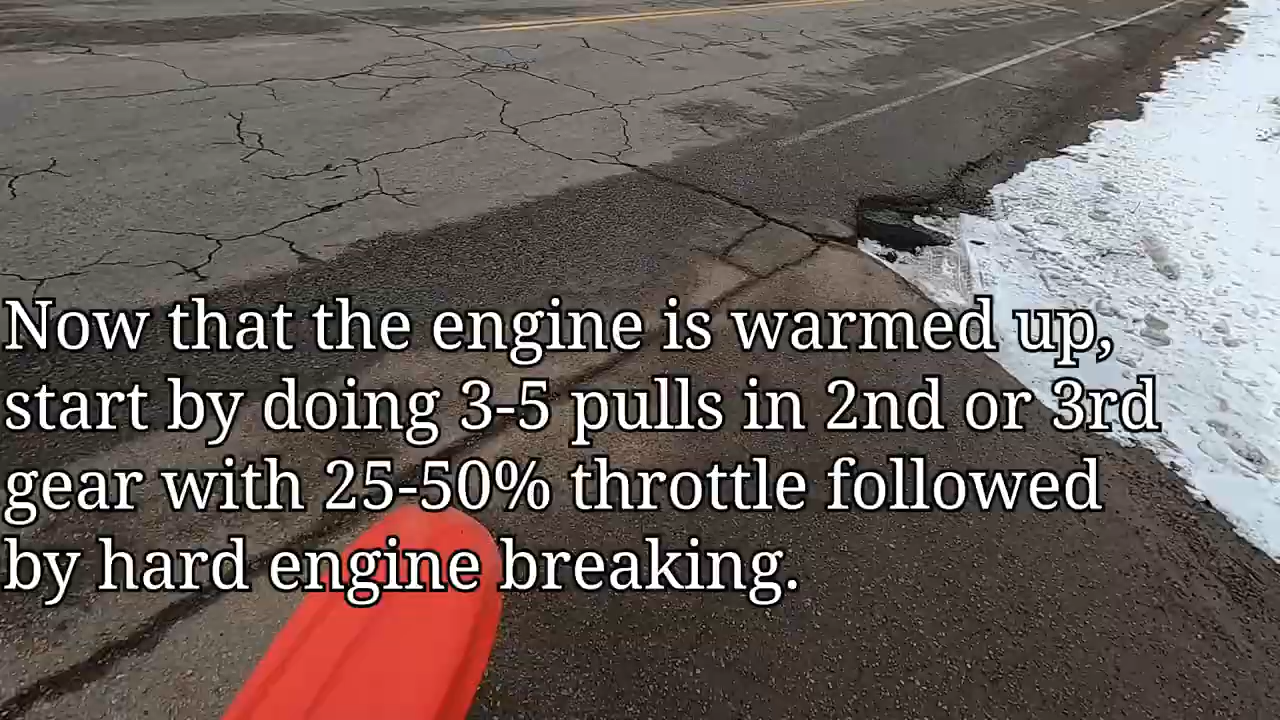 Now that the engine is warmed up,
start by doing 3-5 pulls in 2nd or 3rd
gear with 25-50% throttle followed
by hard engine breaking.